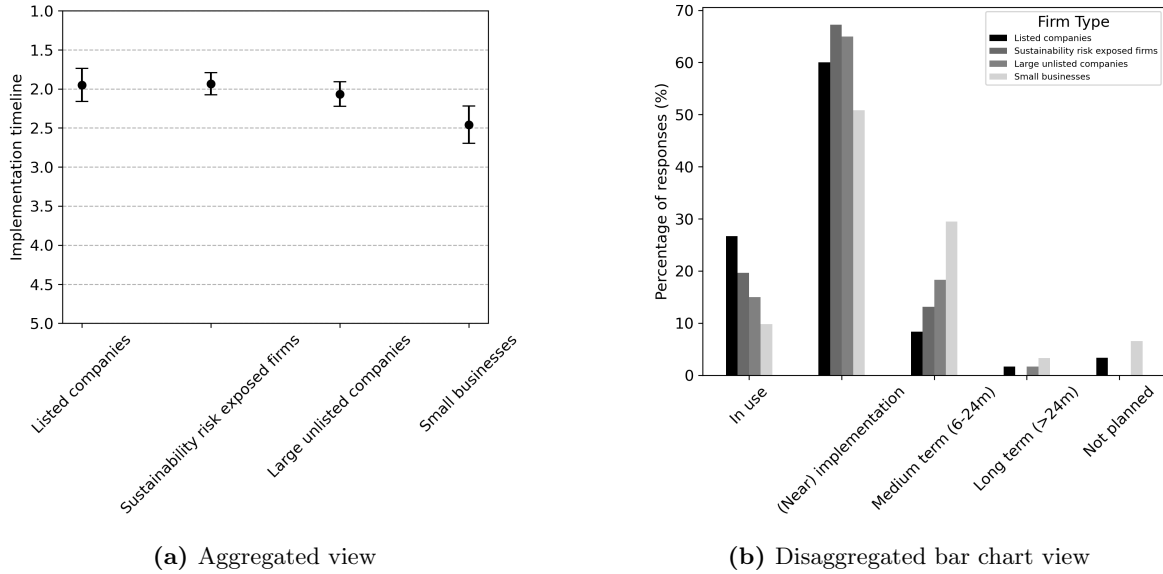 1.0
1.5
2.0
2.5
3.0
3.5
4.0
4.5
5.0
Implementation timeline
Listed companies
Sustainability risk exposed firms
Large unlisted companies
Small businesses
(a) Aggregated view
70
60
50
40
30
20
10
0
Percentage of responses (%)
Firm Type
Listed companies
Sustainability risk exposed firms
Large unlisted companies
Small businesses
In use
(Near) implementation
Medium term (6-24m)
Long term (>24m)
Not planned
(b) Disaggregated bar chart view